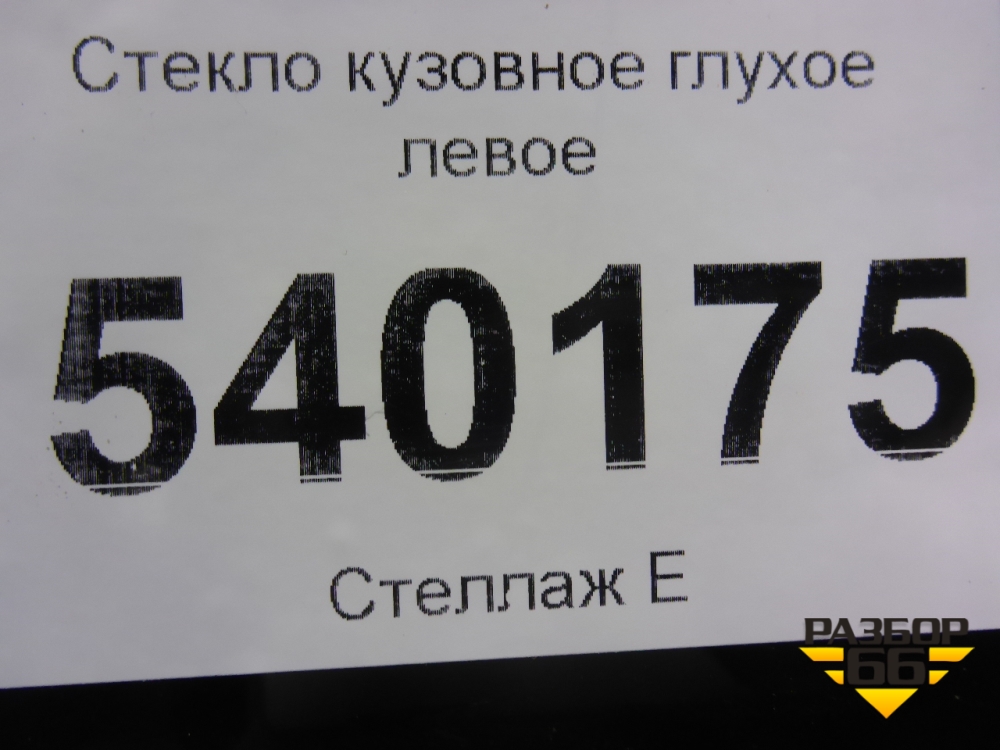 Стекло кузовное глухое
левое
540175
Стеллаж Е
РАЗБОР
66